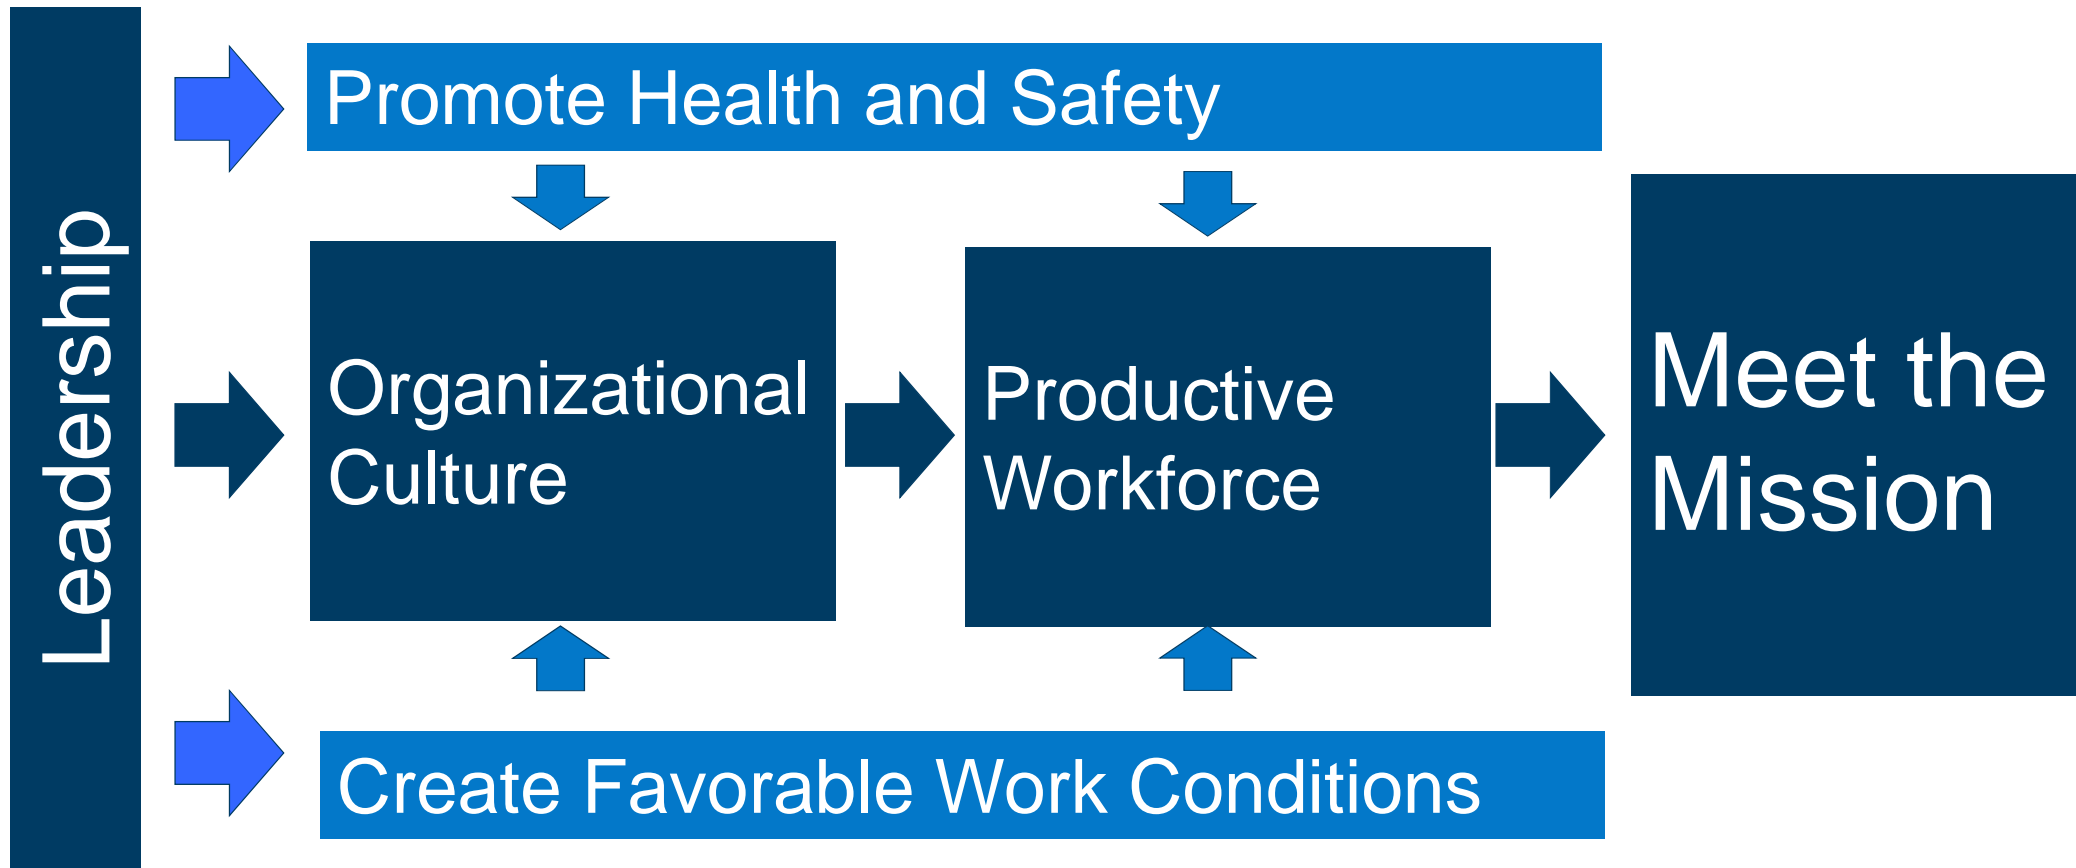 Leadership
Promote Health and Safety
Organizational
Culture
Productive
Workforce
Meet the
Mission
Create Favorable Work Conditions